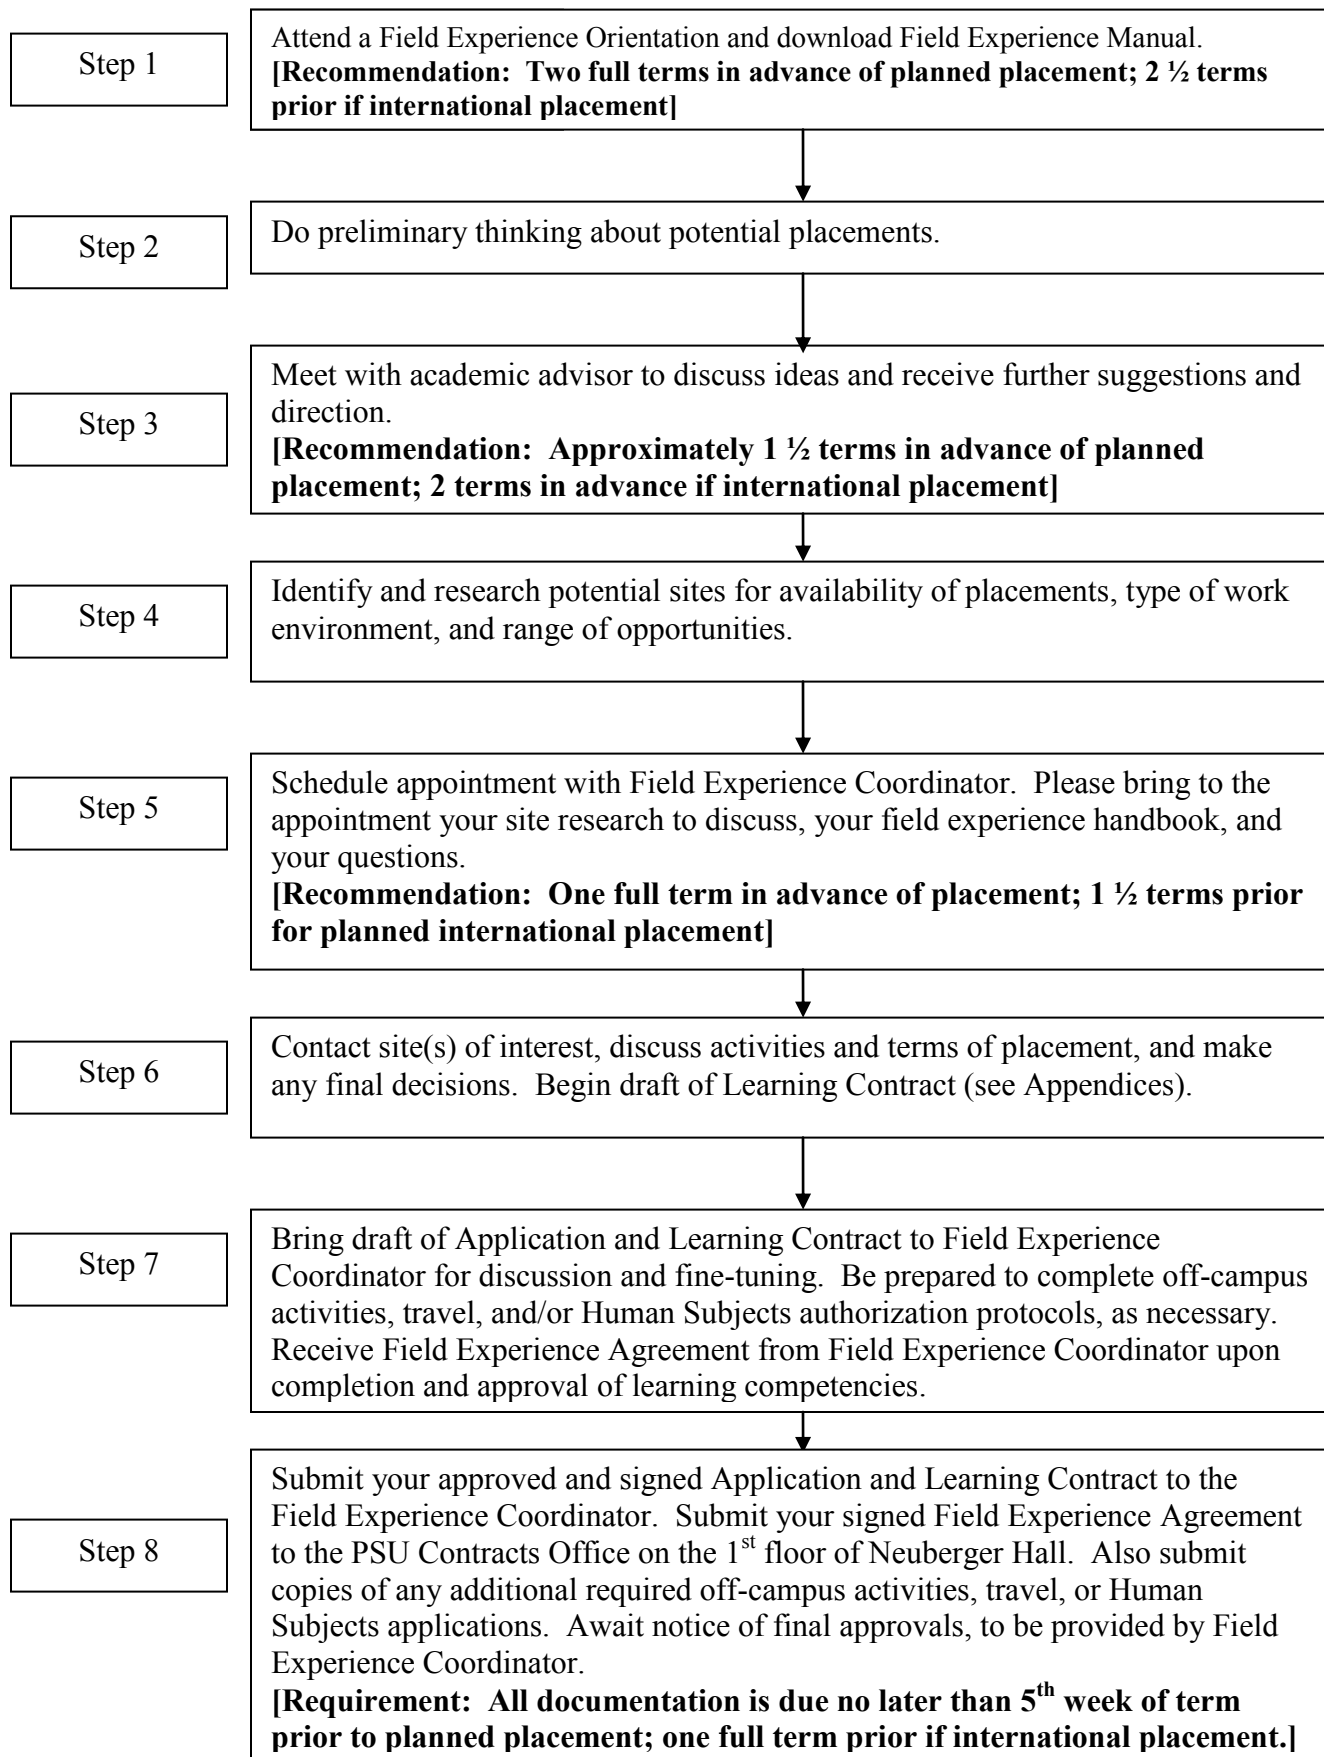 Step 1
Attend a Field Experience Orientation and download Field Experience Manual.
[Recommendation:  Two full terms in advance of planned placement; 2 ½ terms
prior if international placement]
Step 2
Do preliminary thinking about potential placements.
Step 3
Meet with academic advisor to discuss ideas and receive further suggestions and
direction.
[Recommendation:  Approximately 1 ½ terms in advance of planned
placement; 2 terms in advance if international placement]
Step 4
Identify and research potential sites for availability of placements, type of work
environment, and range of opportunities.
Step 5
Schedule appointment with Field Experience Coordinator.  Please bring to the
appointment your site research to discuss, your field experience handbook, and
your questions.
[Recommendation:  One full term in advance of placement; 1 ½ terms prior
for planned international placement]
Step 6
Contact site(s) of interest, discuss activities and terms of placement, and make
any final decisions.  Begin draft of Learning Contract (see Appendices).
Step 7
Bring draft of Application and Learning Contract to Field Experience
Coordinator for discussion and fine-tuning.  Be prepared to complete off-campus
activities, travel, and/or Human Subjects authorization protocols, as necessary.
Receive Field Experience Agreement from Field Experience Coordinator upon
completion and approval of learning competencies.
Step 8
Submit your approved and signed Application and Learning Contract to the
Field Experience Coordinator.  Submit your signed Field Experience Agreement
to the PSU Contracts Office on the 1st floor of Neuberger Hall.  Also submit
copies of any additional required off-campus activities, travel, or Human
Subjects applications.  Await notice of final approvals, to be provided by Field
Experience Coordinator.
[Requirement:  All documentation is due no later than 5th week of term
prior to planned placement; one full term prior if international placement.]